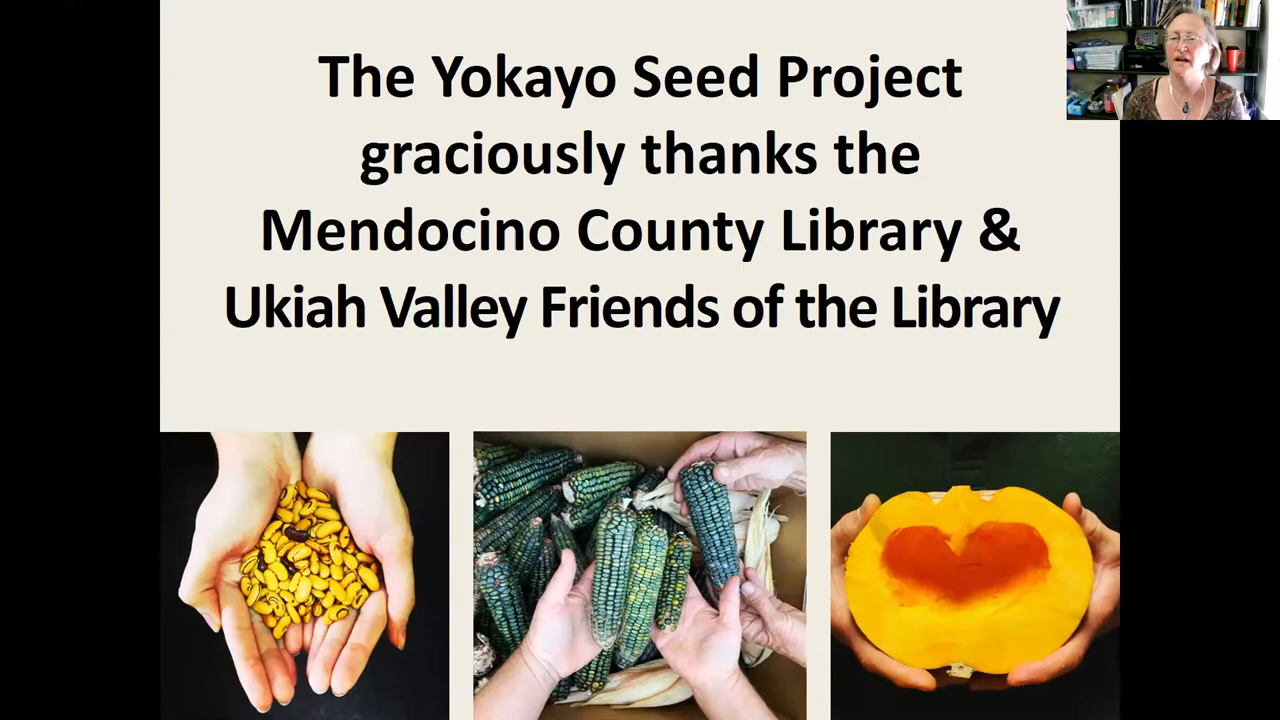 The Yokayo Seed Project
graciously thanks the
Mendocino County Library &
Ukiah Valley Friends of the Library